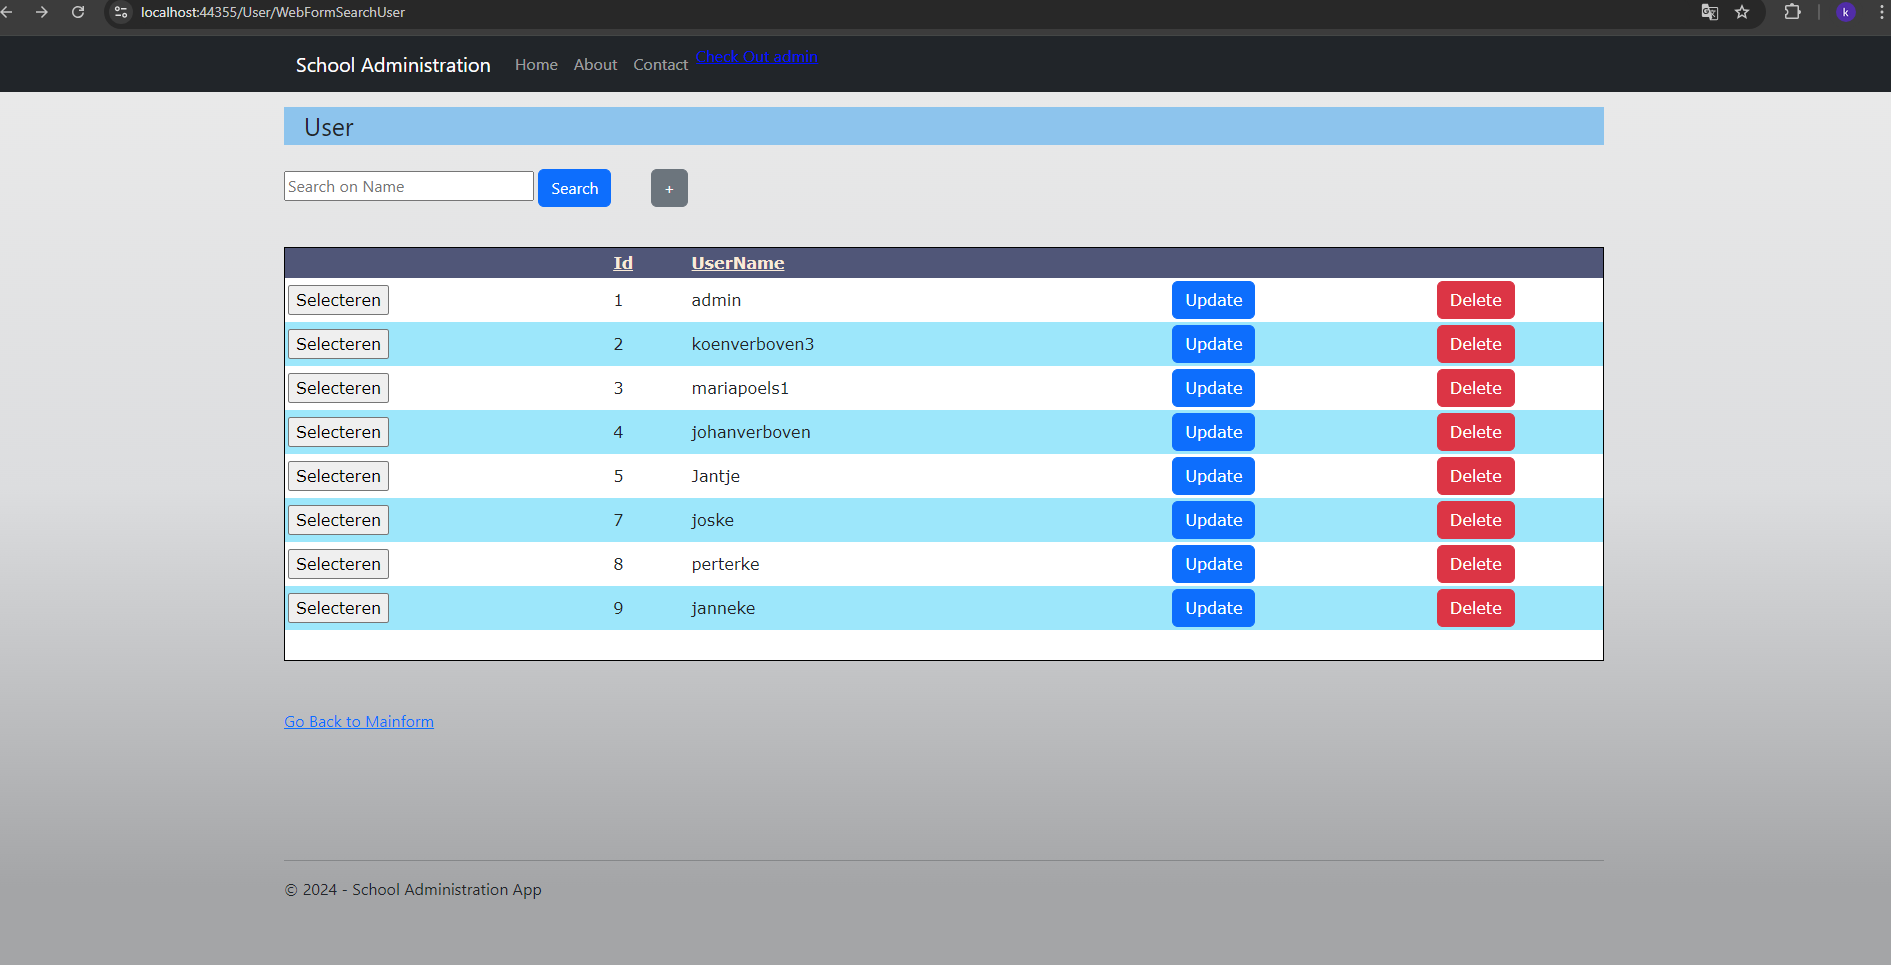 localhost:44355/User/WebFormSearchUser
k
School Administration Home About Contact Check Out admin
User
Search on Name Search +
Id UserName
Selecteren 1 admin Update Delete
Selecteren 2 koenverboven3 Update Delete
Selecteren 3 mariapoels1 Update Delete
Selecteren 4 johanverboven Update Delete
Selecteren 5 Jantje Update Delete
Selecteren 7 joske Update Delete
Selecteren 8 perterke Update Delete
Selecteren 9 janneke Update Delete
Go Back to Mainform
© 2024 - School Administration App